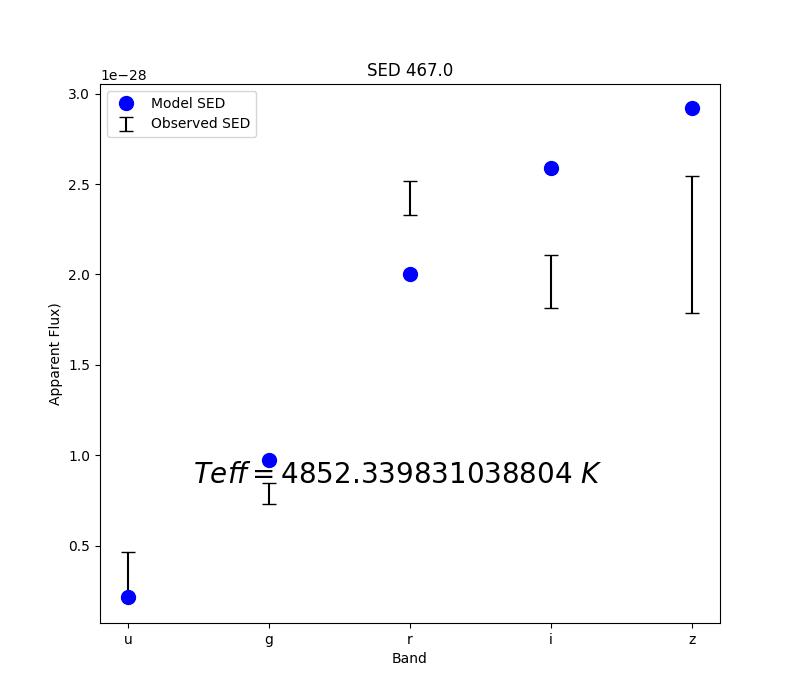 SED 467.0
1e−28
Model SED
Observed SED
3.0
2.5
2.0
1.5
1.0
0.5
Apparent Flux)
Teff = 4852.339831038804 K
u g r i z
Band